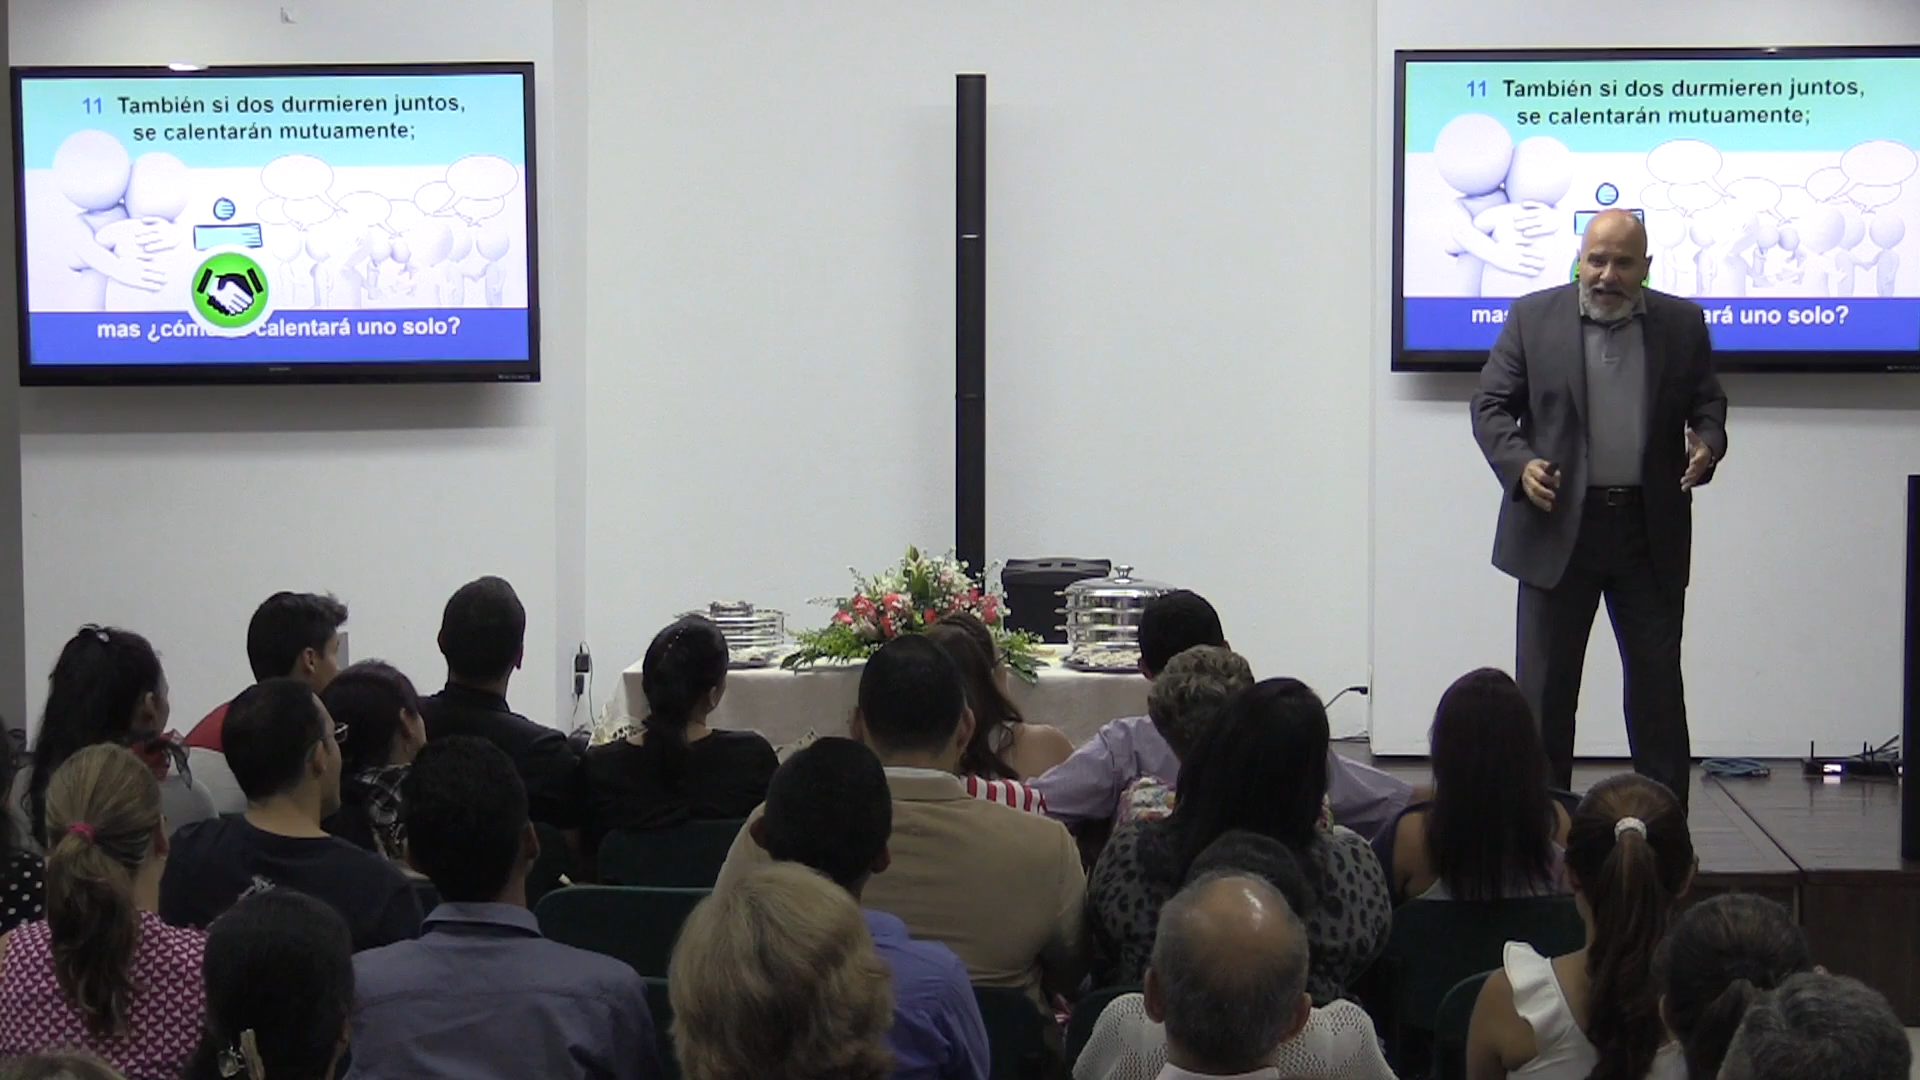 11 También si dos durmieren juntos,
se calentarán mutuamente;
mas ¿cóm calentará uno solo?
11 También si dos durmieren juntos,
se calentarán mutuamente;
mas ará uno solo?